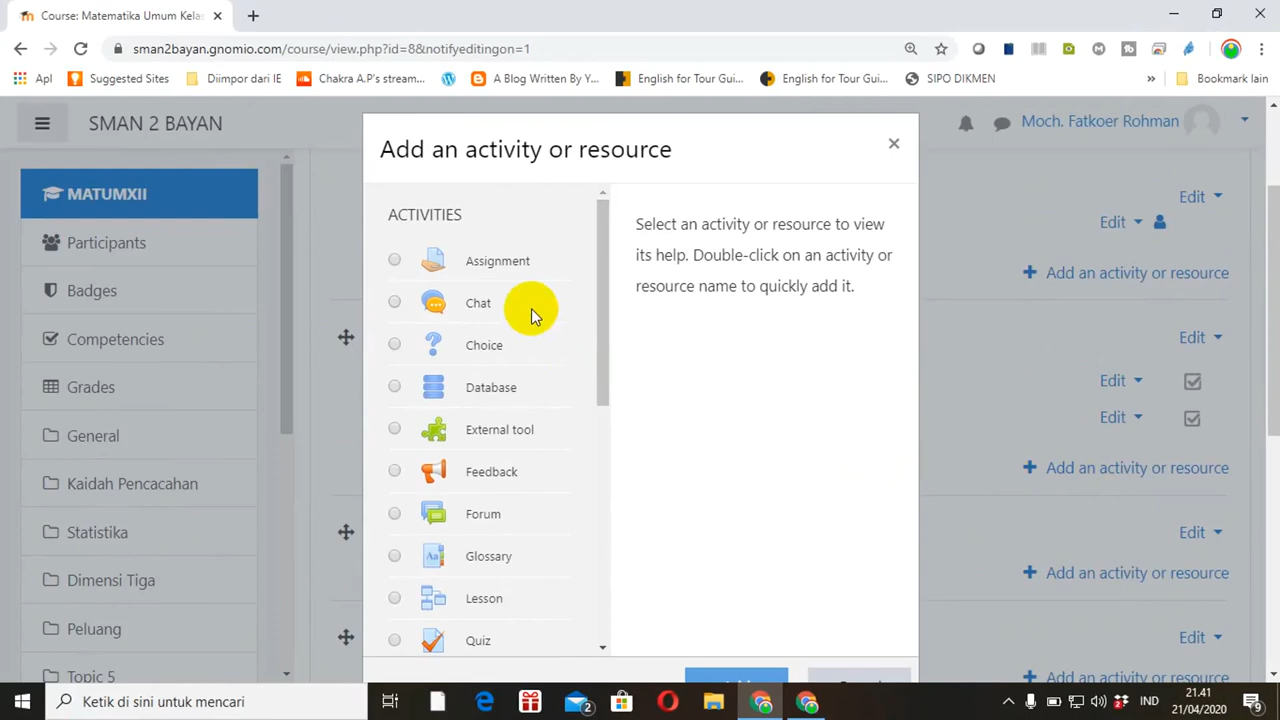 Course: Matematika Umum Kelas
sman2bayan.gnomio.com/course/view.php?id=8&notifyeditingon=1
Apl
Suggested Sites
Diimpor dari IE
Chakra A.P's stream...
A Blog Written By Y...
English for Tour Gui...
English for Tour Gui...
SIPO DIKMEN
»
Bookmark lain
SMAN 2 BAYAN
Moch. Fatkoer Rohman
MATUMXII
Participants
Badges
Competencies
Grades
General
Kaidah Pencacahan
Statistika
Dimensi Tiga
Peluang
Topic 5
Add an activity or resource
×
ACTIVITIES
Assignment
Chat
Choice
Database
External tool
Feedback
Forum
Glossary
Lesson
Quiz
Select an activity or resource to view
its help. Double-click on an activity or
resource name to quickly add it.
Edit
Edit
Add an activity or resource
Edit
Edit
Edit
Add an activity or resource
Edit
Add an activity or resource
Edit
Add an activity or resource
Ketik di sini untuk mencari
2
IND
21.41
21/04/2020
9